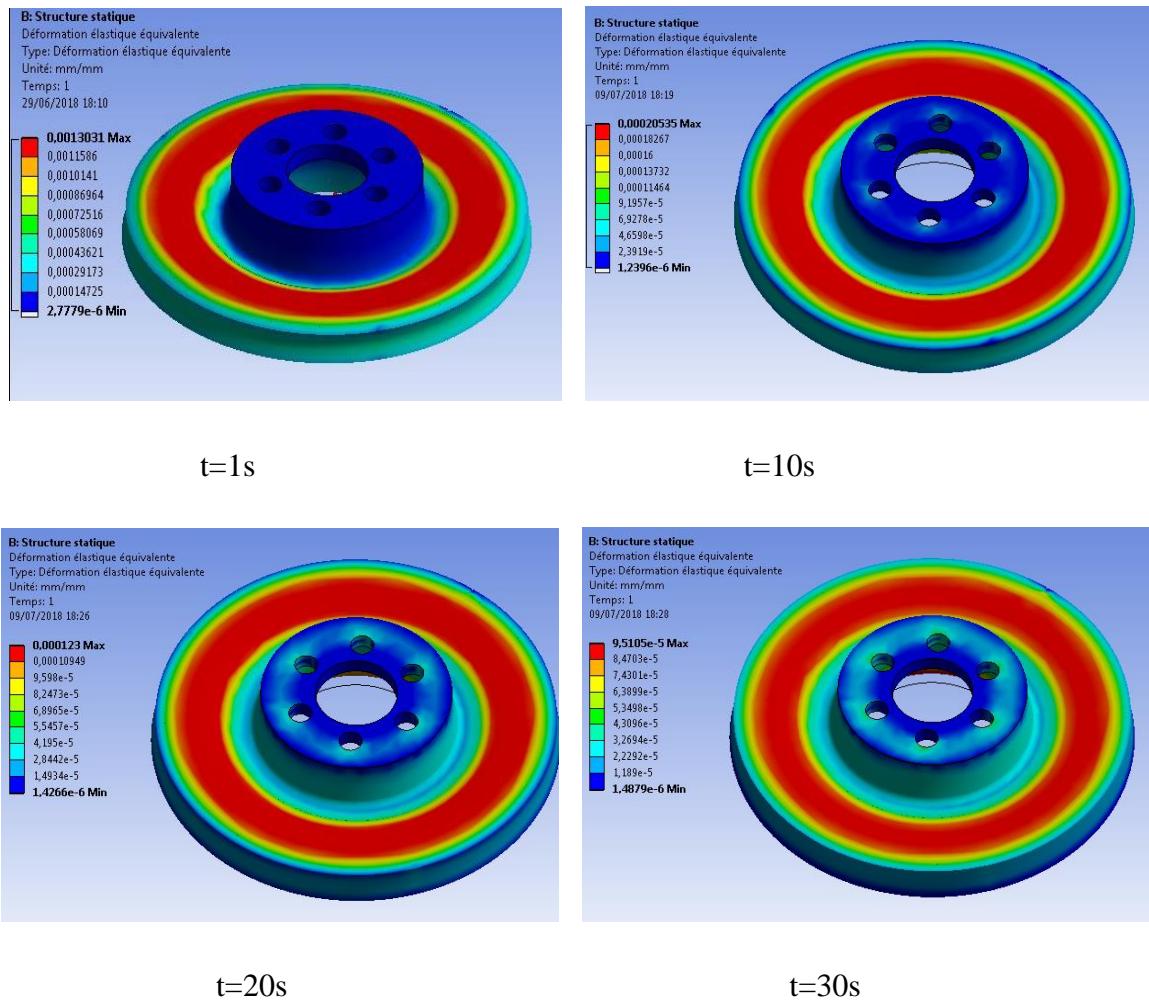 B: Structure statique
Déformation élastique équivalente
Type: Déformation élastique équivalente
Unité: mm/mm
Temps: 1
29/06/2018 18:10
0,0013031 Max
0,0011586
0,0010141
0,00086964
0,00072516
0,00058069
0,00043621
0,00029173
0,00014725
2,7779e-6 Min
B: Structure statique
Déformation élastique équivalente
Type: Déformation élastique équivalente
Unité: mm/mm
Temps: 1
09/07/2018 18:19
0,00020535 Max
0,00018267
0,00016
0,00013732
0,00011464
9,1957e-5
6,9278e-5
4,6598e-5
2,3919e-5
1,2396e-6 Min
t=1s
t=10s
B: Structure statique
Déformation élastique équivalente
Type: Déformation élastique équivalente
Unité: mm/mm
Temps: 1
09/07/2018 18:26
0,000123 Max
0,00010949
9,598e-5
8,2473e-5
6,8965e-5
5,5457e-5
4,195e-5
2,8442e-5
1,4934e-5
1,4266e-6 Min
B: Structure statique
Déformation élastique équivalente
Type: Déformation élastique équivalente
Unité: mm/mm
Temps: 1
09/07/2018 18:28
9,5105e-5 Max
8,4703e-5
7,4301e-5
6,3899e-5
5,3498e-5
4,3096e-5
3,2694e-5
2,2292e-5
1,189e-5
1,4879e-6 Min
t=20s
t=30s